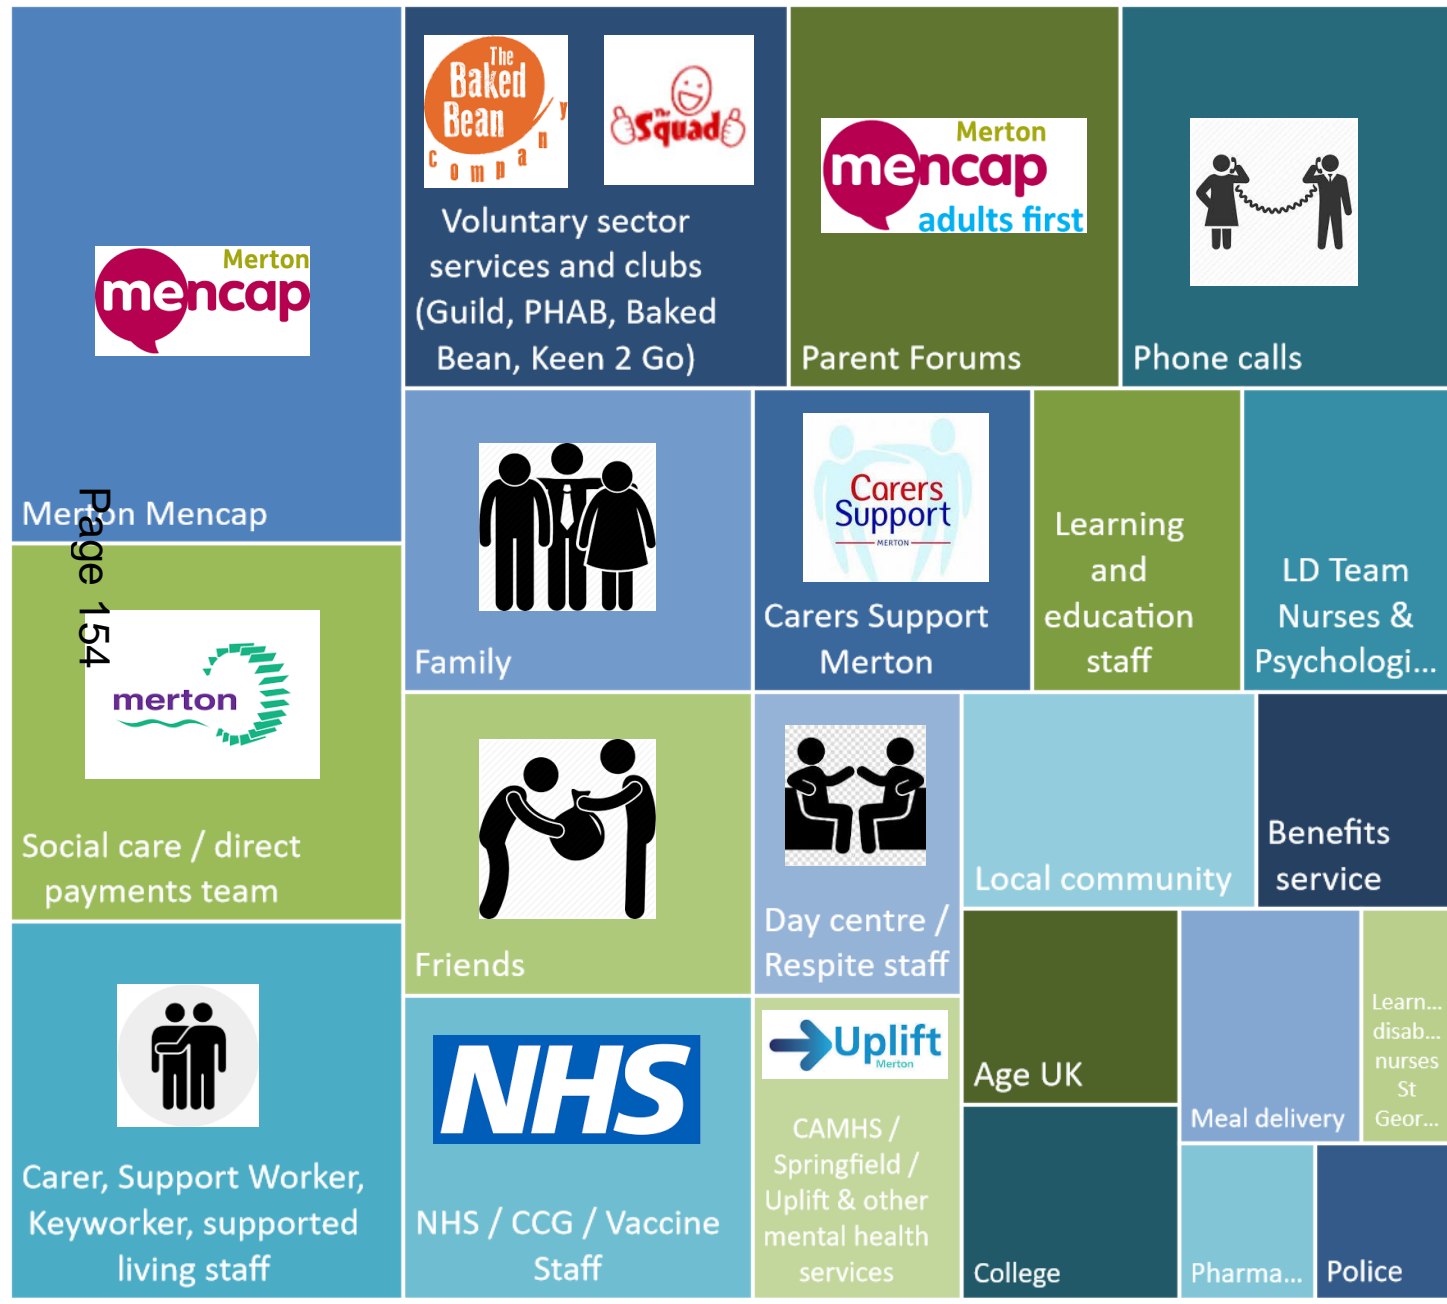 Merton
mencap
Merton Mencap
Page 154
merton
Social care / direct
payments team
Carer, Support Worker,
Keyworker, supported
living staff
The
Baked
Bean
Company
The
Squad
Voluntary sector
services and clubs
(Guild, PHAB, Baked
Bean, Keen 2 Go)
Merton
mencap
adults first
Parent Forums
Phone calls
Family
Carers
Support
MERTON
Carers Support
Merton
Learning
and
education
staff
LD Team
Nurses &
Psychologi...
Friends
Day centre /
Respite staff
Local community
Benefits
service
NHS
NHS / CCG / Vaccine
Staff
Uplift
Merton
CAMHS /
Springfield /
Uplift & other
mental health
services
Age UK
College
Meal delivery
Learn...
disab...
nurses
St
Geor...
Pharma...
Police